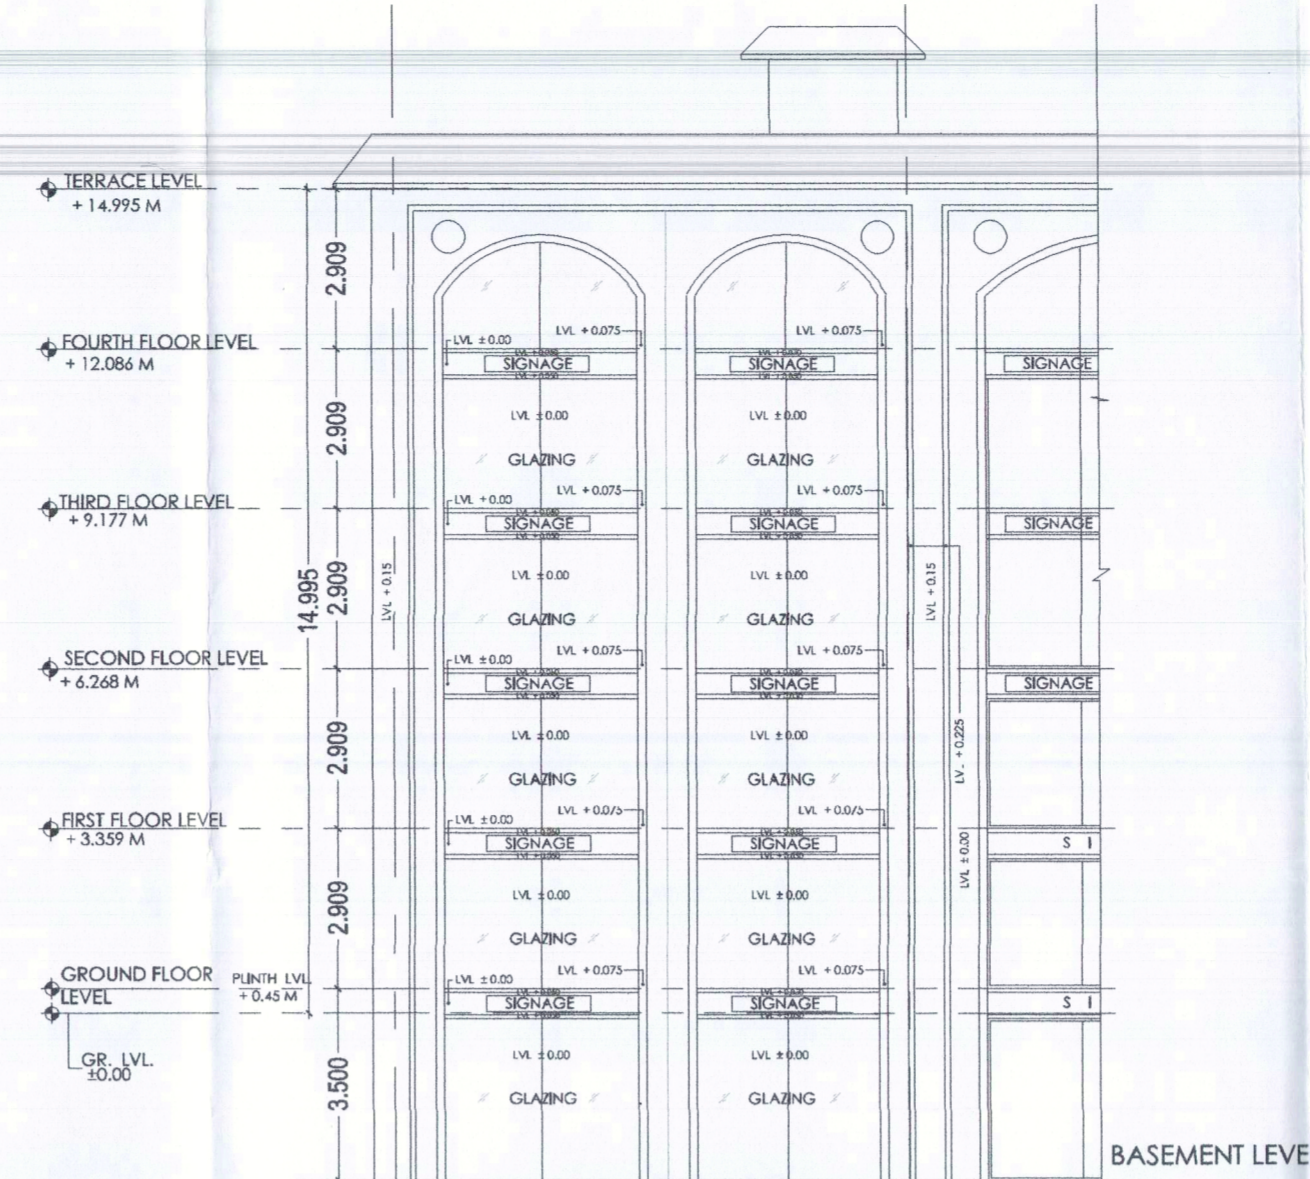 TERRACE LEVEL
+ 14.995 M
2.909
LVL + 0.075
LVL + 0.075
FOURTH FLOOR LEVEL
+ 12.086 M
LVL ±0.00
SIGNAGE
SIGNAGE
SIGNAGE
2.909
LVL ±0.00
LVL ±0.00
GLAZING
GLAZING
LVL + 0.075
LVL + 0.075
THIRD FLOOR LEVEL
+ 9.177 M
LVL +0.00
SIGNAGE
SIGNAGE
SIGNAGE
14.995
2.909
LVL + 0.15
LVL ±0.00
LVL ±0.00
LVL + 0.15
GLAZING
GLAZING
LVL + 0.075
LVL + 0.075
SECOND FLOOR LEVEL
+ 6.268 M
LVL ±0.00
SIGNAGE
SIGNAGE
SIGNAGE
2.909
LVL ±0.00
LVL ±0.00
LVL +0.225
GLAZING
GLAZING
LVL + 0.075
LVL + 0.075
FIRST FLOOR LEVEL
+ 3.359 M
LVL ±0.00
SIGNAGE
SIGNAGE
S I
2.909
LVL ±0.00
LVL ±0.00
LVL ±0.00
GLAZING
GLAZING
LVL + 0.075
LVL + 0.075
GROUND FLOOR
LEVEL
PLINTH LVL
+ 0.45 M
LVL ±0.00
SIGNAGE
SIGNAGE
S I
GR. LVL.
±0.00
3.500
LVL ±0.00
LVL ±0.00
GLAZING
GLAZING
BASEMENT LEVE